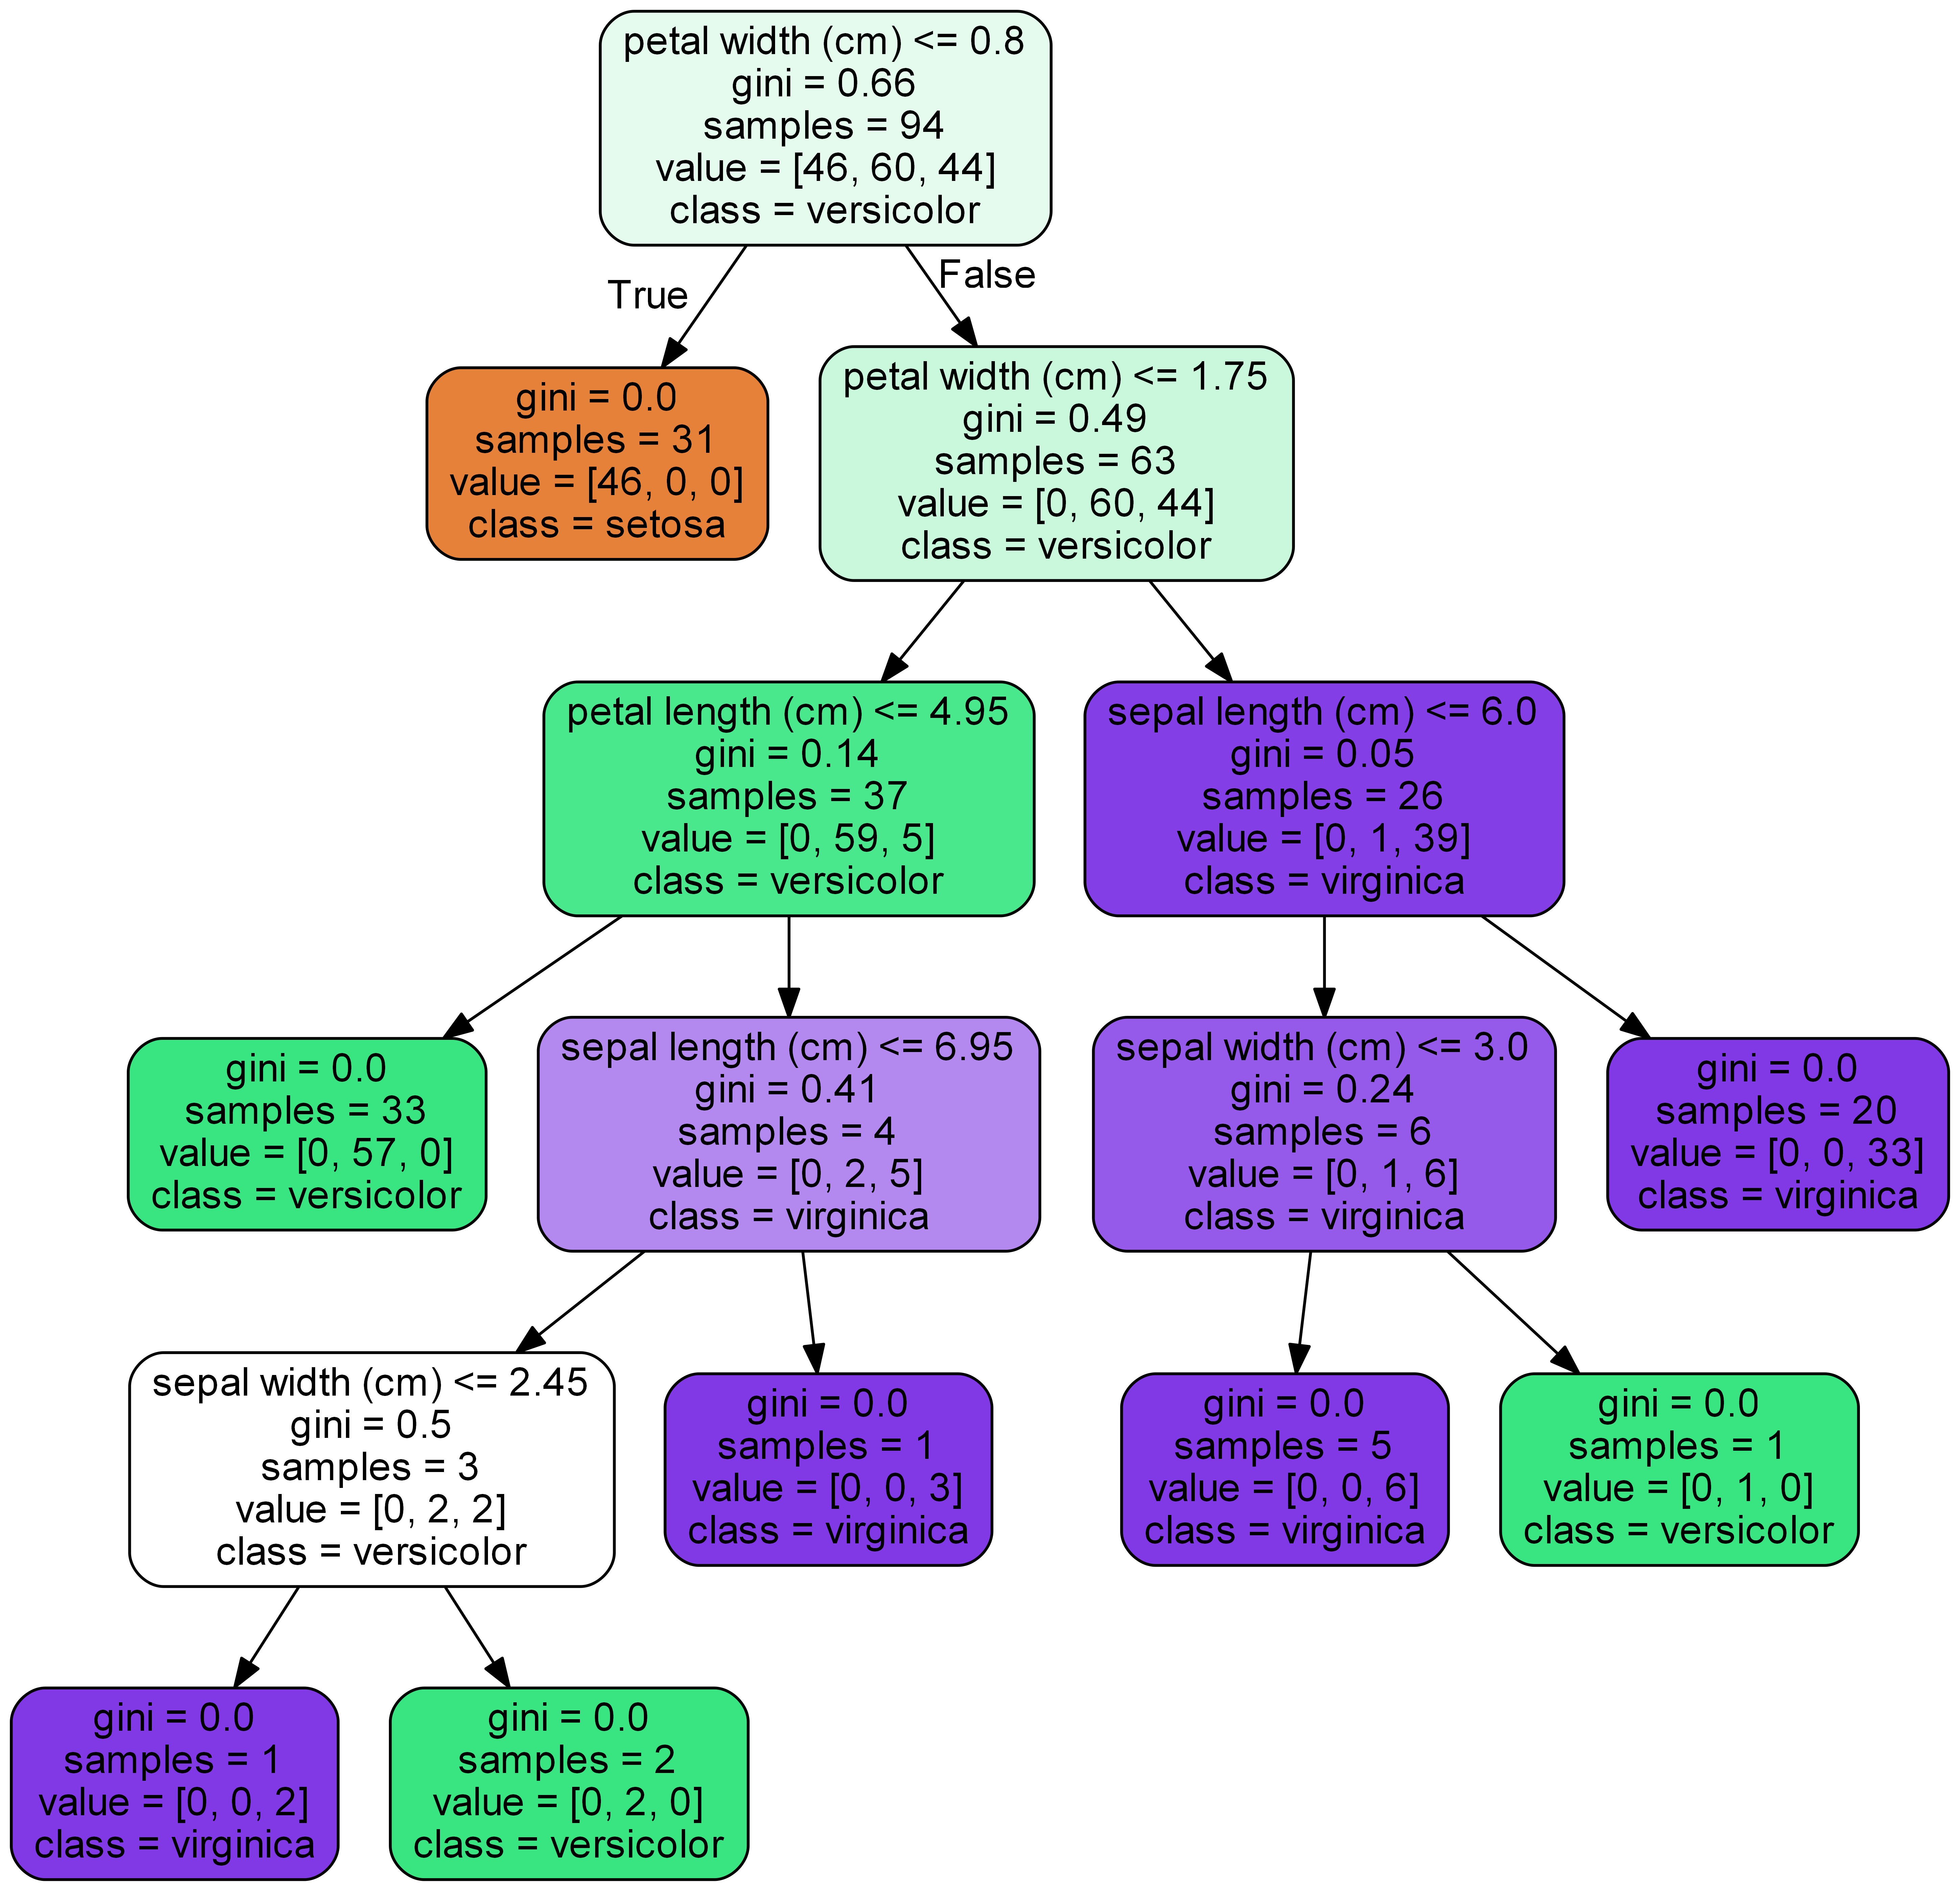 petal width (cm) <= 0.8
gini = 0.66
samples = 94
value = [46, 60, 44]
class = versicolor
True
False
gini = 0.0
samples = 31
value = [46, 0, 0]
class = setosa
petal width (cm) <= 1.75
gini = 0.49
samples = 63
value = [0, 60, 44]
class = versicolor
petal length (cm) <= 4.95
gini = 0.14
samples = 37
value = [0, 59, 5]
class = versicolor
sepal length (cm) <= 6.0
gini = 0.05
samples = 26
value = [0, 1, 39]
class = virginica
gini = 0.0
samples = 33
value = [0, 57, 0]
class = versicolor
sepal length (cm) <= 6.95
gini = 0.41
samples = 4
value = [0, 2, 5]
class = virginica
sepal width (cm) <= 3.0
gini = 0.24
samples = 6
value = [0, 1, 6]
class = virginica
gini = 0.0
samples = 20
value = [0, 0, 33]
class = virginica
sepal width (cm) <= 2.45
gini = 0.5
samples = 3
value = [0, 2, 2]
class = versicolor
gini = 0.0
samples = 1
value = [0, 0, 3]
class = virginica
gini = 0.0
samples = 5
value = [0, 0, 6]
class = virginica
gini = 0.0
samples = 1
value = [0, 1, 0]
class = versicolor
gini = 0.0
samples = 1
value = [0, 0, 2]
class = virginica
gini = 0.0
samples = 2
value = [0, 2, 0]
class = versicolor